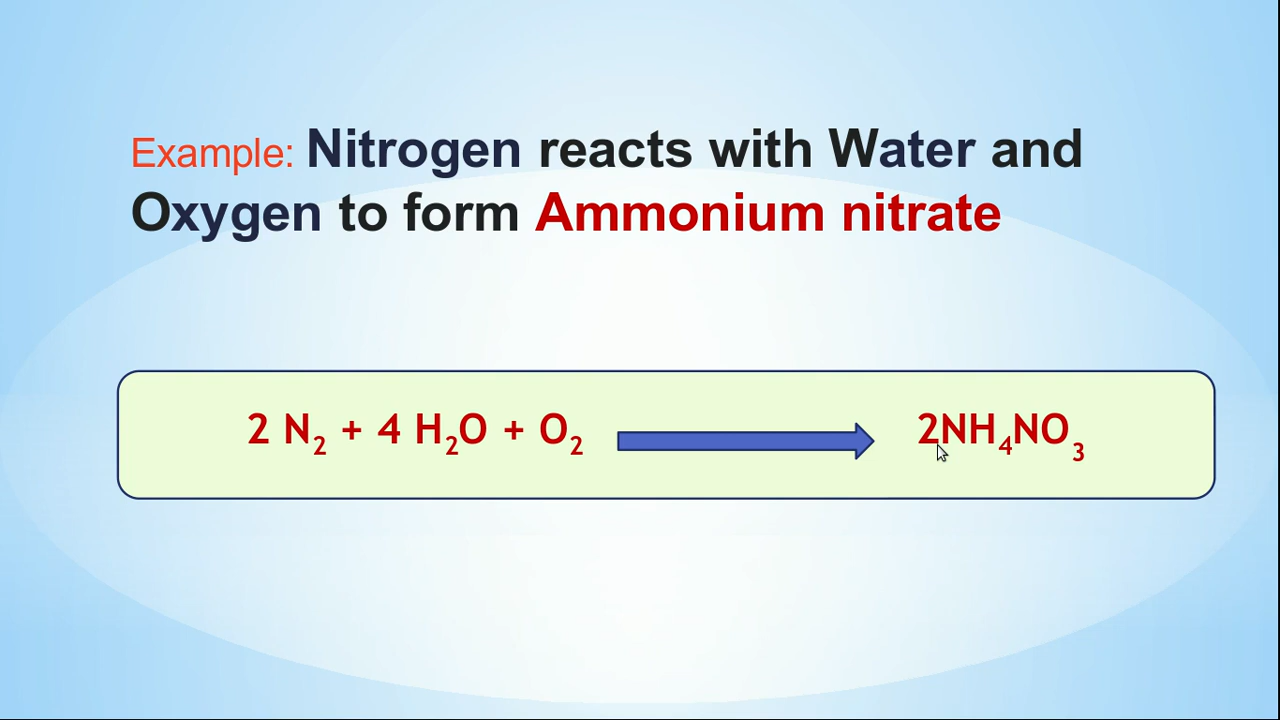 Example: Nitrogen reacts with Water and
Oxygen to form Ammonium nitrate
2 N₂ + 4 H₂O + O₂ → 2NH₄NO₃